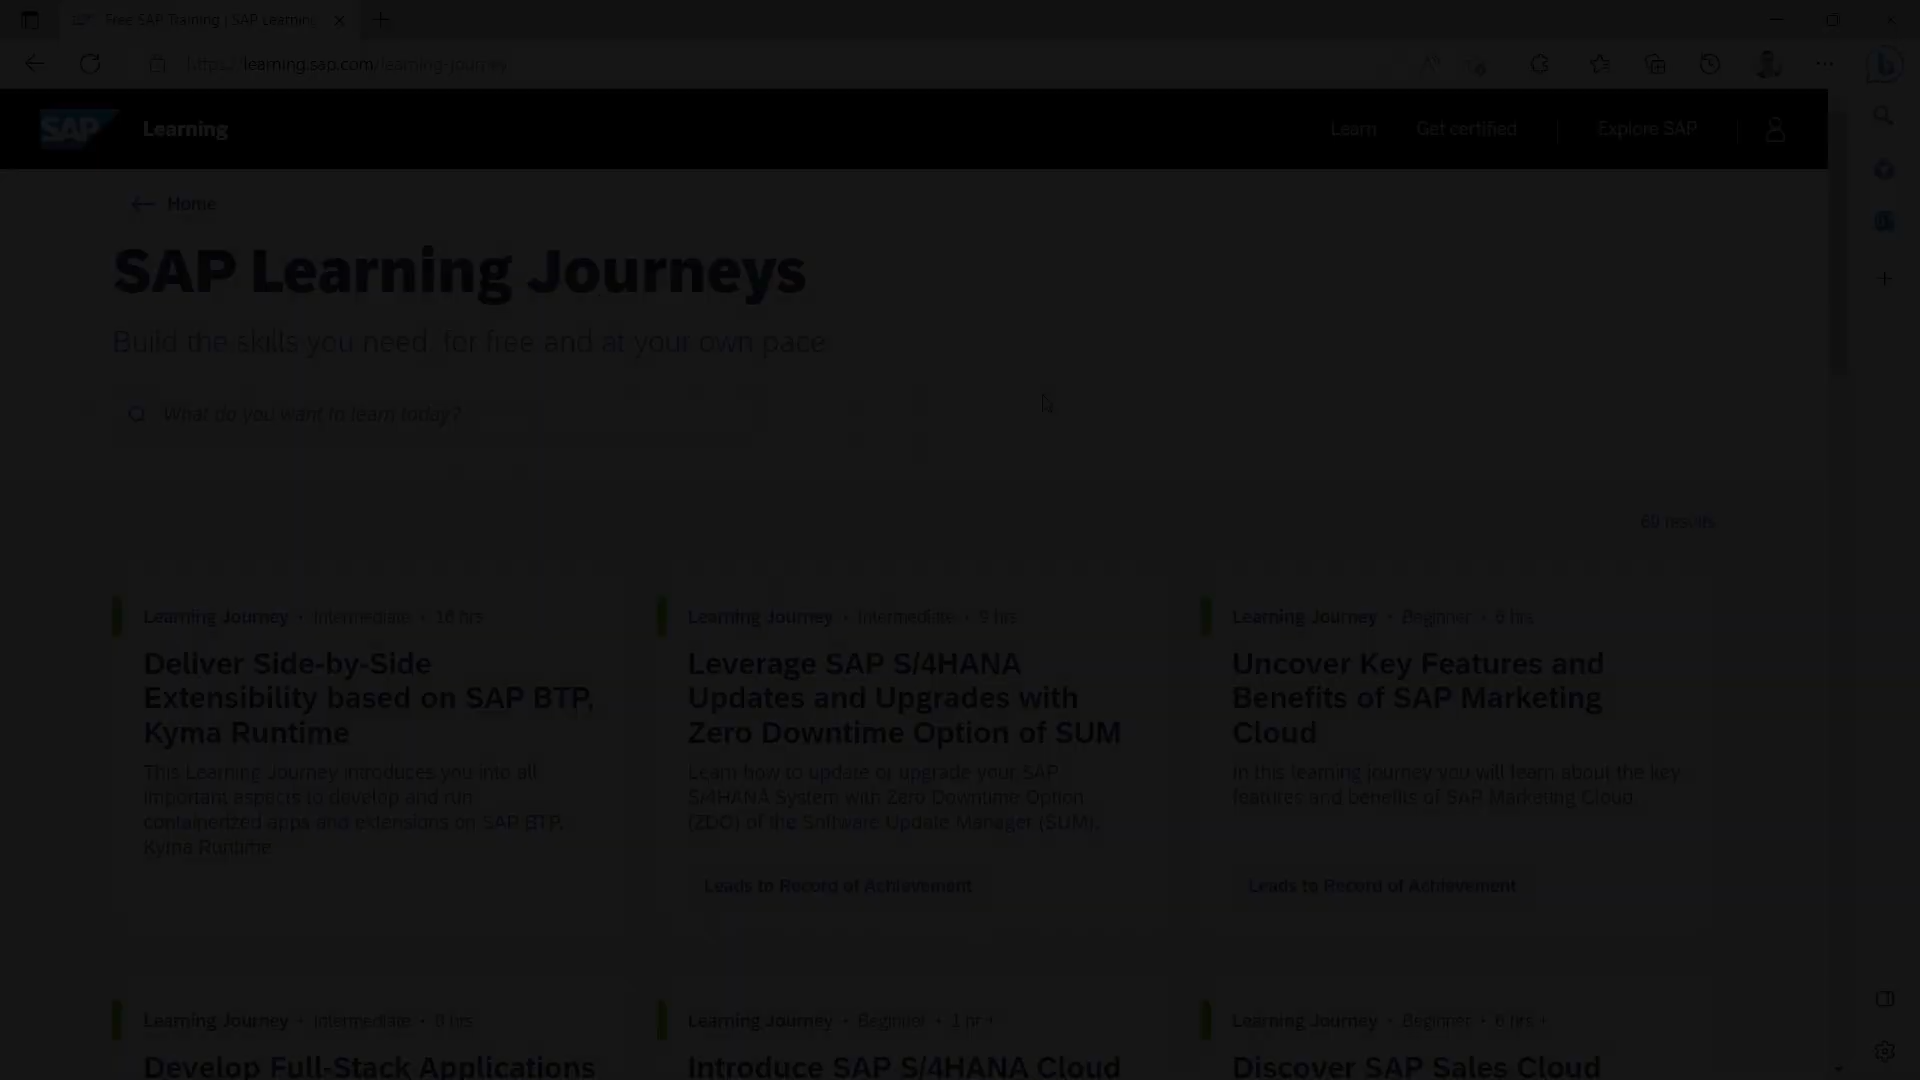 Free SAP Training | SAP Learning
https://learning.sap.com/learning-journey
SAP Learning
Learn
Get certified
Explore SAP
Home
SAP Learning Journeys
Build the skills you need, for free and at your own pace
What do you want to learn today?
60 results
Learning Journey · Intermediate · 16 hrs
Deliver Side-by-Side
Extensibility based on SAP BTP,
Kyma Runtime
This Learning Journey introduces you into all
important aspects to develop and run
containerized apps and extensions on SAP BTP,
Kyma Runtime.
Learning Journey · Intermediate · 9 hrs
Leverage SAP S/4HANA
Updates and Upgrades with
Zero Downtime Option of SUM
Learn how to update or upgrade your SAP
S/4HANA System with Zero Downtime Option
(ZDO) of the Software Update Manager (SUM).
Leads to Record of Achievement
Learning Journey · Beginner · 6 hrs
Uncover Key Features and
Benefits of SAP Marketing
Cloud
In this learning journey you will learn about the key
features and benefits of SAP Marketing Cloud.
Leads to Record of Achievement
Learning Journey · Intermediate · hrs
Develop Full-Stack Applications
Learning Journey · Beginner · 1 hr +
Introduce SAP S/4HANA Cloud
Learning Journey · Beginner · 6 hrs +
Discover SAP Sales Cloud